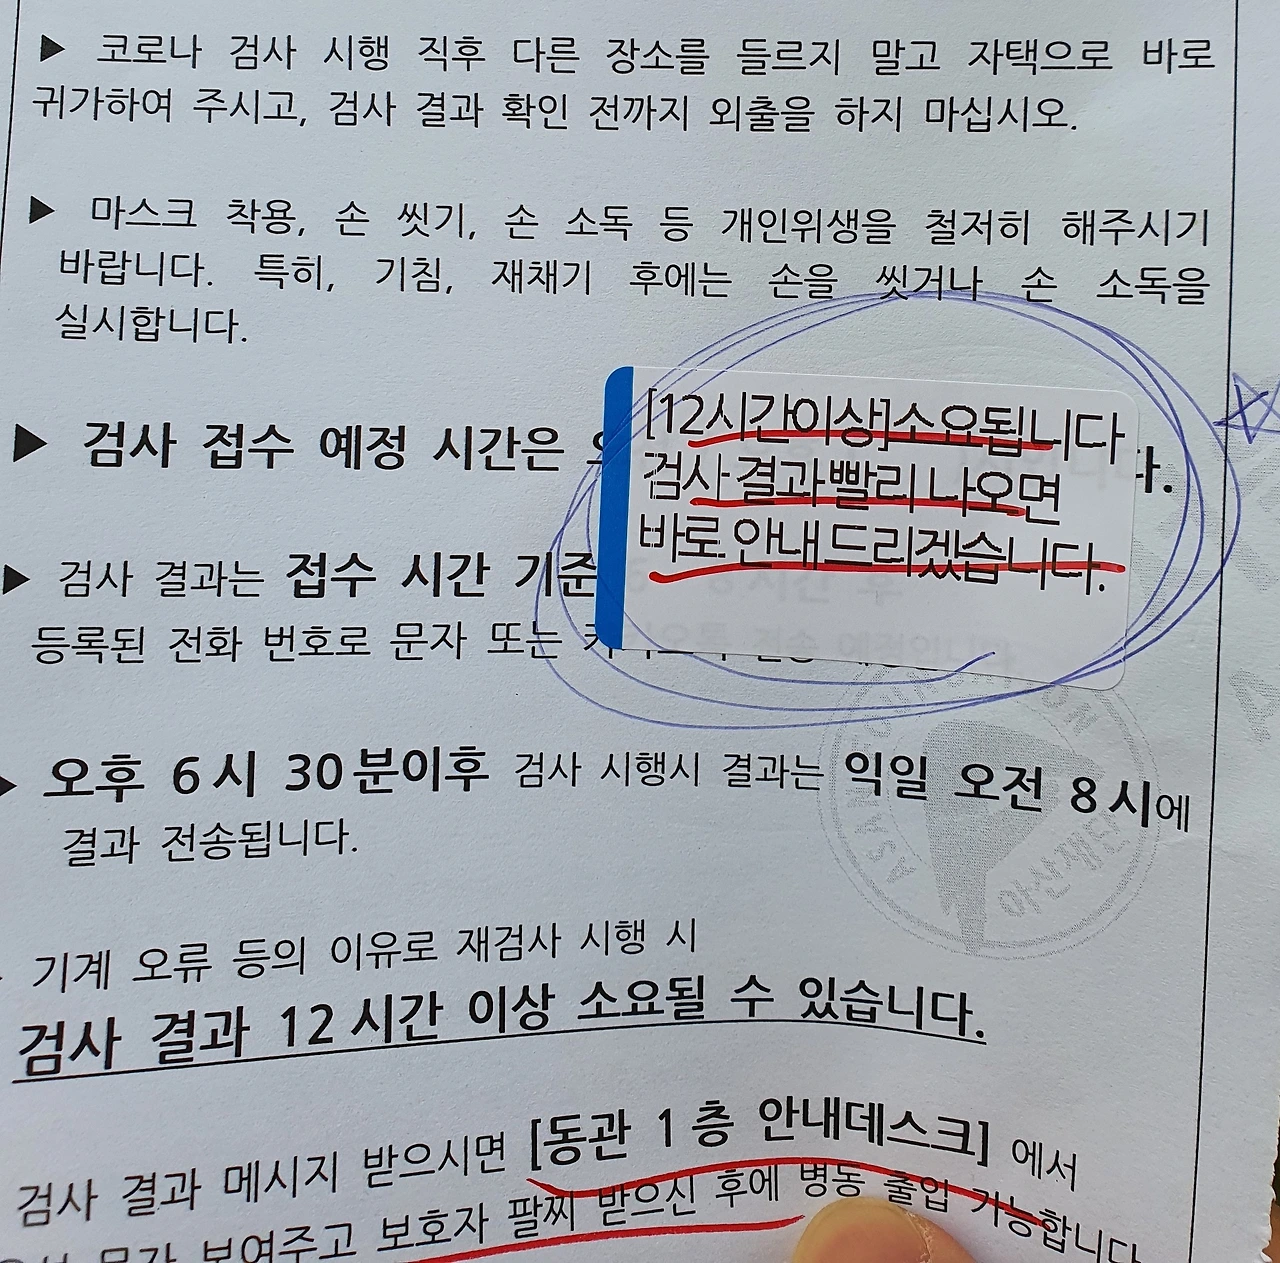 ▶ 코로나 검사 시행 직후 다른 장소를 들르지 말고 자택으로 바로
귀가하여 주시고, 검사 결과 확인 전까지 외출을 하지 마십시오.
▶ 마스크 착용, 손 씻기, 손 소독 등 개인위생을 철저히 해주시기
바랍니다. 특히, 기침, 재채기 후에는 손을 씻거나 손 소독을
실시합니다.
▶ 검사 접수 예정 시간은
[12시간이상]소요됩니다
검사 결과 빨리 나오면
바로 안내 드리겠습니다.
▶ 검사 결과는 접수 시간 기준
등록된 전화 번호로 문자 또는
오후 6시 30분이후 검사 시행시 결과는 익일 오전 8시에
결과 전송됩니다.
기계 오류 등의 이유로 재검사 시행 시
검사 결과 12시간 이상 소요될 수 있습니다.
검사 결과 메시지 받으시면 [동관 1층 안내데스크] 에서
문자 보여주고 보호자 팔찌 받으신 후에 병동 출입 가능합니다
아산재단